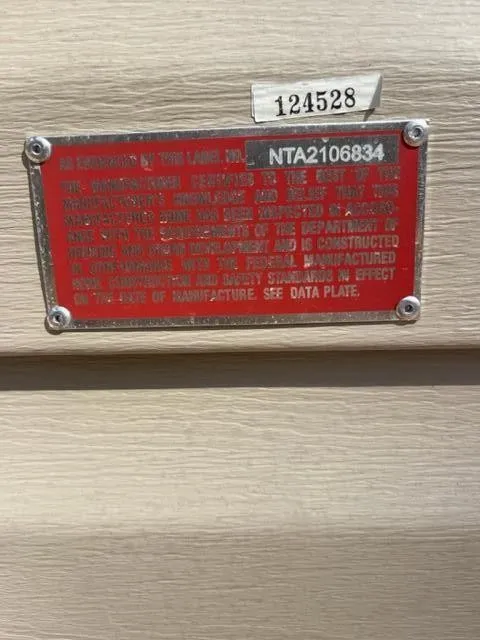 124528
AS EVIDENCED BY THIS LABEL NO. NTA2106834
THE MANUFACTURER CERTIFIES TO THE BEST OF THE
MANUFACTURER'S KNOWLEDGE AND BELIEF THAT THIS
MANUFACTURED HOME HAS BEEN INSPECTED IN ACCORD-
ANCE WITH THE REQUIREMENTS OF THE DEPARTMENT OF
HOUSING AND URBAN DEVELOPMENT AND IS CONSTRUCTED
IN CONFORMANCE WITH THE FEDERAL MANUFACTURED
HOME CONSTRUCTION AND SAFETY STANDARDS IN EFFECT
ON THE DATE OF MANUFACTURE. SEE DATA PLATE.